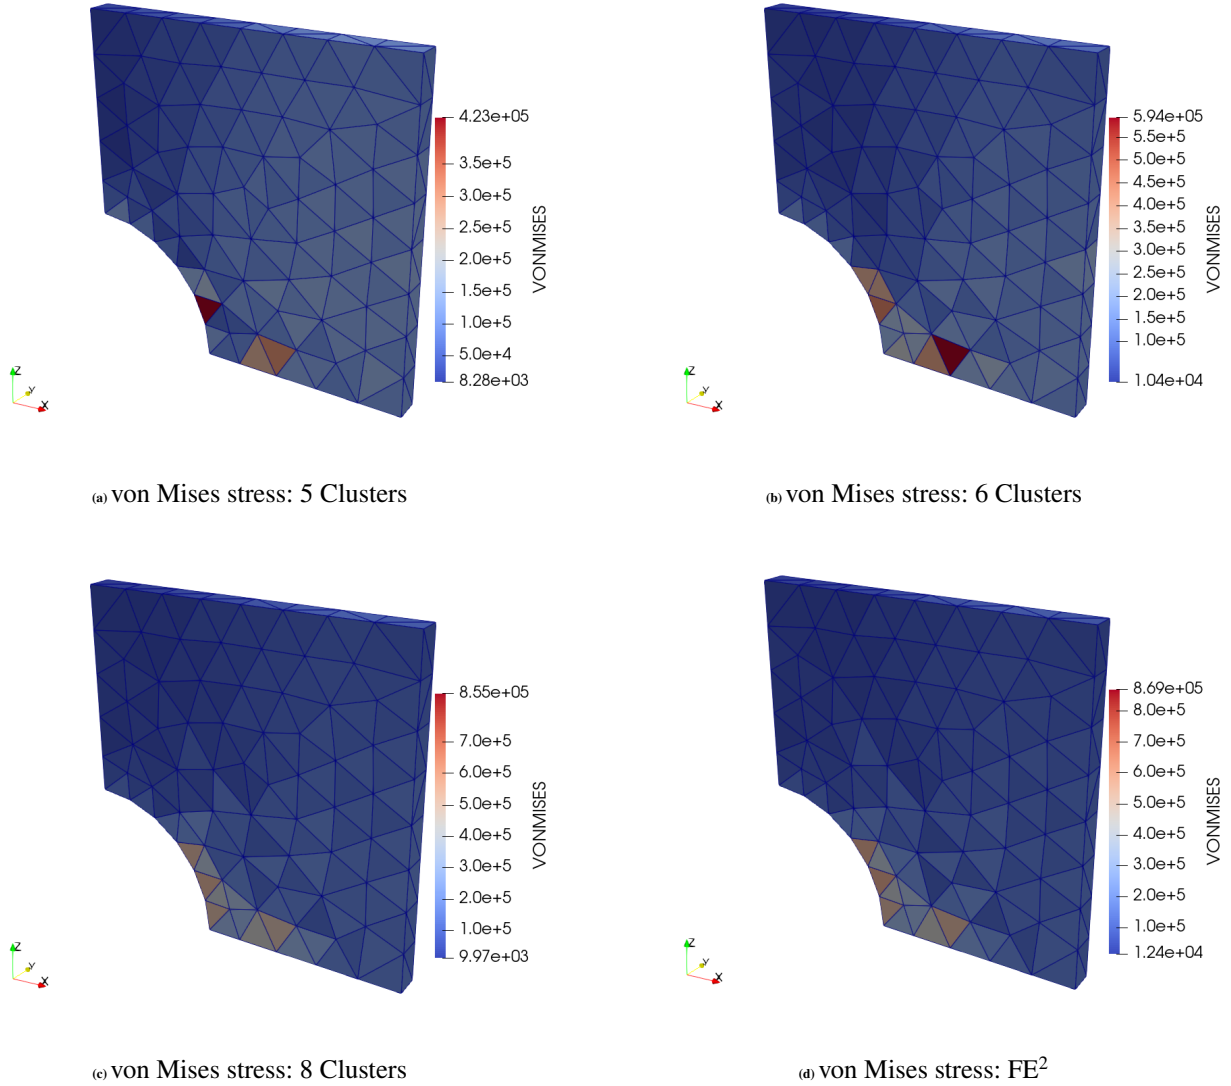 4.23e+05
3.5e+5
3.0e+5
2.5e+5
2.0e+5
1.5e+5
1.0e+5
5.0e+4
8.28e+03
VONMISES
Z
Y
X
(a) von Mises stress: 5 Clusters
5.94e+05
5.5e+5
5.0e+5
4.5e+5
4.0e+5
3.5e+5
3.0e+5
2.5e+5
2.0e+5
1.5e+5
1.0e+5
1.04e+04
VONMISES
Z
Y
X
(b) von Mises stress: 6 Clusters
8.55e+05
7.0e+5
6.0e+5
5.0e+5
4.0e+5
3.0e+5
2.0e+5
1.0e+5
9.97e+03
VONMISES
Z
Y
X
(c) von Mises stress: 8 Clusters
8.69e+05
8.0e+5
7.0e+5
6.0e+5
5.0e+5
4.0e+5
3.0e+5
2.0e+5
1.0e+5
1.24e+04
VONMISES
Z
Y
X
(d) von Mises stress: FE²